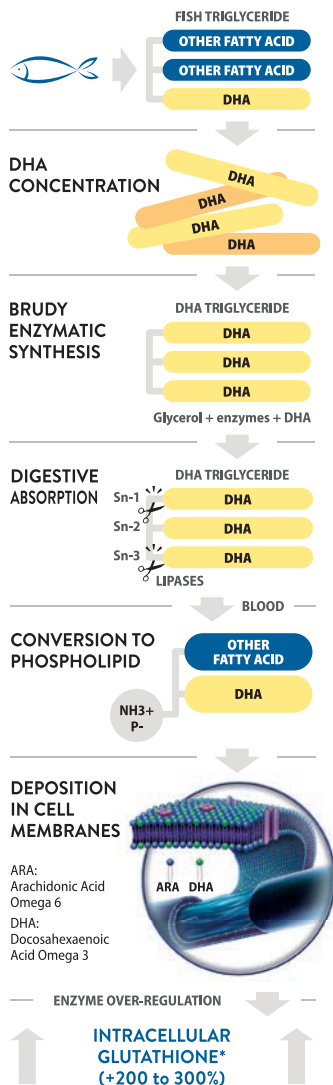 FISH TRIGLYCERIDE
OTHER FATTY ACID
OTHER FATTY ACID
DHA
DHA
CONCENTRATION
DHA
DHA
DHA
DHA
BRUDY
ENZYMATIC
SYNTHESIS
DHA TRIGLYCERIDE
DHA
DHA
DHA
Glycerol + enzymes + DHA
DIGESTIVE
ABSORPTION
DHA TRIGLYCERIDE
Sn-1
DHA
Sn-2
DHA
Sn-3
DHA
LIPASES
BLOOD
CONVERSION TO
PHOSPHOLIPID
OTHER
FATTY ACID
DHA
NH3+
P-
DEPOSITION
IN CELL
MEMBRANES
ARA:
Arachidonic Acid
Omega 6
DHA:
Docosahexaenoic
Acid Omega 3
ARA DHA
ENZYME OVER-REGULATION
INTRACELLULAR
GLUTATHIONE*
(+200 to 300%)